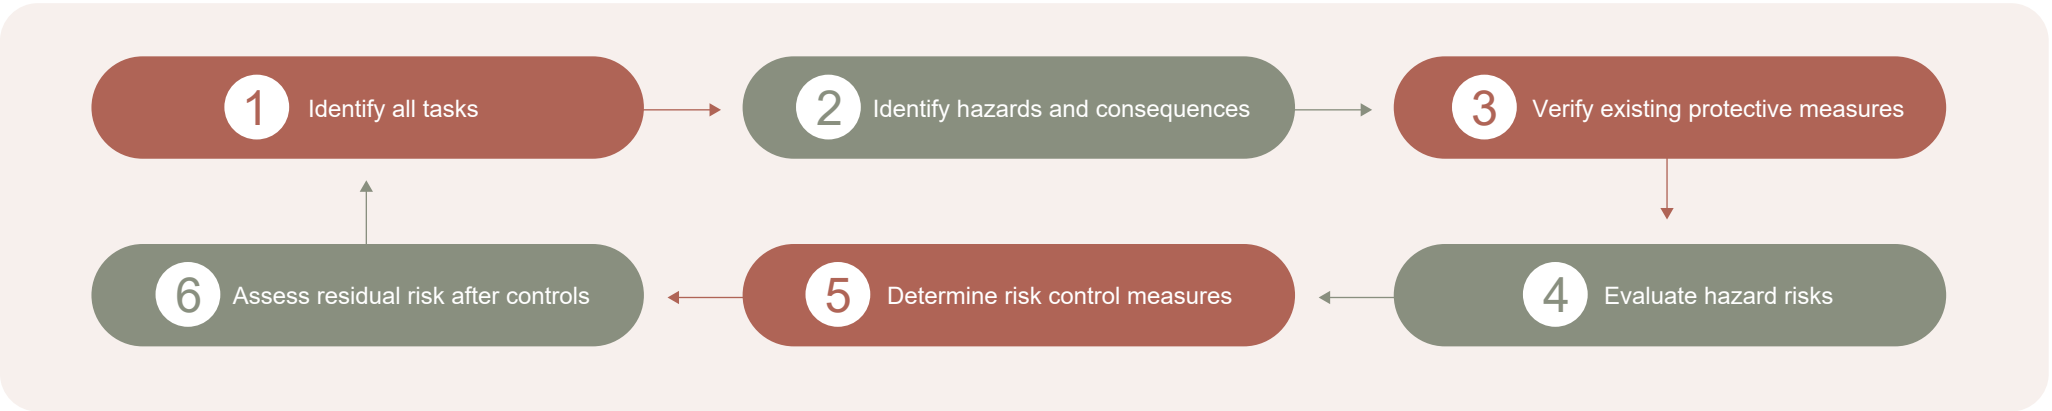 1 Identify all tasks
2 Identify hazards and consequences
3 Verify existing protective measures
4 Evaluate hazard risks
5 Determine risk control measures
6 Assess residual risk after controls